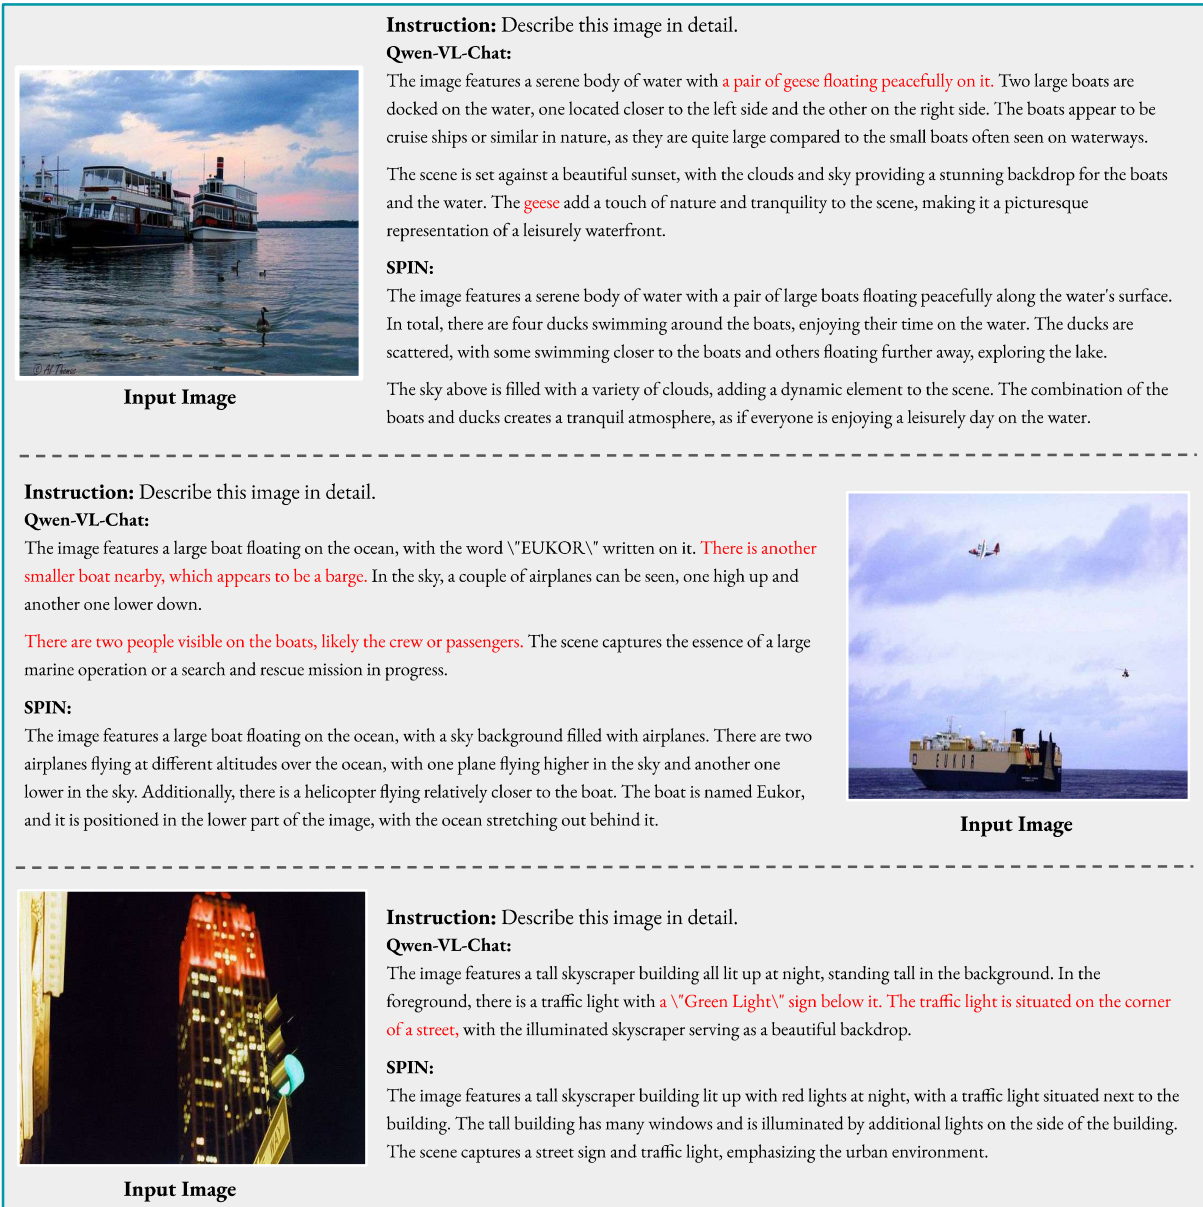 Instruction: Describe this image in detail.
Qwen-VL-Chat:
The image features a serene body of water with a pair of geese floating peacefully on it. Two large boats are
docked on the water, one located closer to the left side and the other on the right side. The boats appear to be
cruise ships or similar in nature, as they are quite large compared to the small boats often seen on waterways.
The scene is set against a beautiful sunset, with the clouds and sky providing a stunning backdrop for the boats
and the water. The geese add a touch of nature and tranquility to the scene, making it a picturesque
representation of a leisurely waterfront.
SPIN:
The image features a serene body of water with a pair of large boats floating peacefully along the water's surface.
In total, there are four ducks swimming around the boats, enjoying their time on the water. The ducks are
scattered, with some swimming closer to the boats and others floating further away, exploring the lake.
The sky above is filled with a variety of clouds, adding a dynamic element to the scene. The combination of the
boats and ducks creates a tranquil atmosphere, as if everyone is enjoying a leisurely day on the water.
© Al Thomas
Input Image
Instruction: Describe this image in detail.
Qwen-VL-Chat:
The image features a large boat floating on the ocean, with the word \"EUKOR\" written on it. There is another
smaller boat nearby, which appears to be a barge. In the sky, a couple of airplanes can be seen, one high up and
another one lower down.
There are two people visible on the boats, likely the crew or passengers. The scene captures the essence of a large
marine operation or a search and rescue mission in progress.
SPIN:
The image features a large boat floating on the ocean, with a sky background filled with airplanes. There are two
airplanes flying at different altitudes over the ocean, with one plane flying higher in the sky and another one
lower in the sky. Additionally, there is a helicopter flying relatively closer to the boat. The boat is named Eukor,
and it is positioned in the lower part of the image, with the ocean stretching out behind it.
EUKOR
Input Image
Instruction: Describe this image in detail.
Qwen-VL-Chat:
The image features a tall skyscraper building all lit up at night, standing tall in the background. In the
foreground, there is a traffic light with a \"Green Light\" sign below it. The traffic light is situated on the corner
of a street, with the illuminated skyscraper serving as a beautiful backdrop.
SPIN:
The image features a tall skyscraper building lit up with red lights at night, with a traffic light situated next to the
building. The tall building has many windows and is illuminated by additional lights on the side of the building.
The scene captures a street sign and traffic light, emphasizing the urban environment.
Input Image